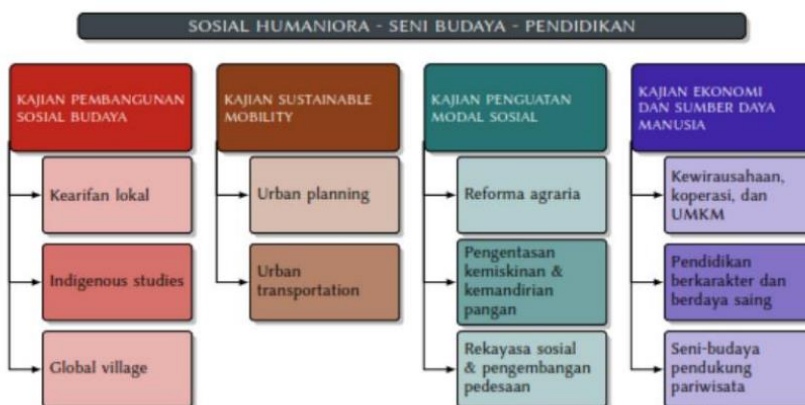 SOSIAL HUMANIORA - SENI BUDAYA - PENDIDIKAN
KAJIAN PEMBANGUNAN
SOSIAL BUDAYA
Kearifan lokal
Indigenous studies
Global village
KAJIAN SUSTAINABLE
MOBILITY
Urban planning
Urban
transportation
KAJIAN PENGUATAN
MODAL SOSIAL
Reforma agraria
Pengentasan
kemiskinan &
kemandirian
pangan
Rekayasa sosial
& pengembangan
pedesaan
KAJIAN EKONOMI
DAN SUMBER DAYA
MANUSIA
Kewirausahaan,
koperasi, dan
UMKM
Pendidikan
berkarakter dan
berdaya saing
Seni-budaya
pendukung
pariwisata